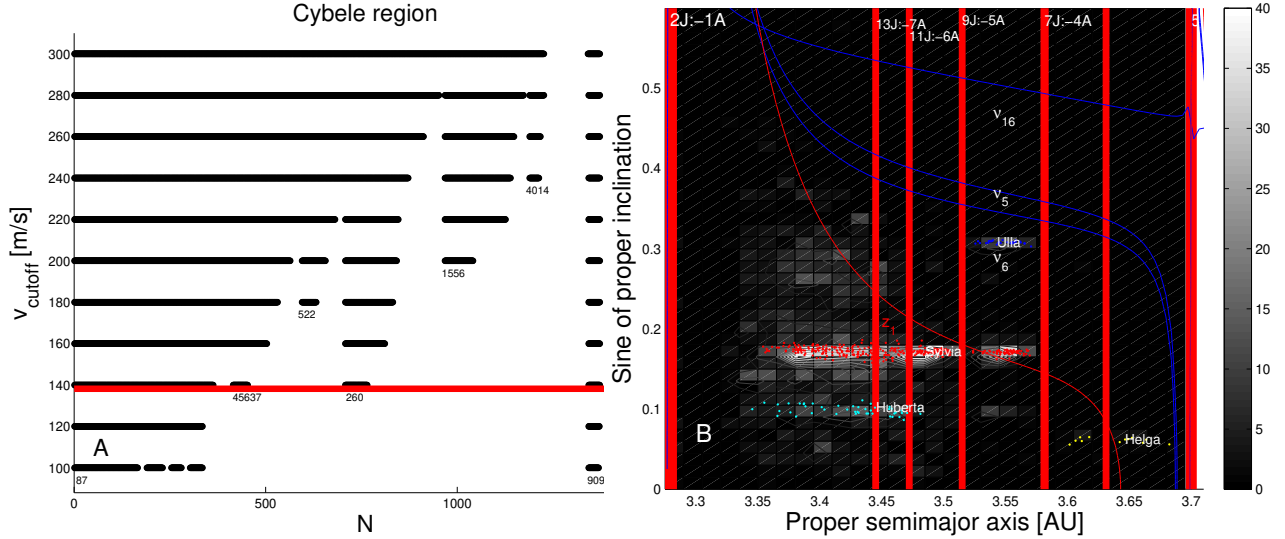 Cybele region
300
280
260
240
220
200
180
160
140
120
100
v_cutoff [m/s]
4014
1556
522
45637
260
87
909
A
0
500
1000
N
2J:-1A
13J:-7A
11J:-6A
9J:-5A
7J:-4A
5
ν16
ν5
Ulla
ν6
z1
Sylvia
Huberta
Helga
B
0.5
0.4
0.3
0.2
0.1
0
Sine of proper inclination
3.3
3.35
3.4
3.45
3.5
3.55
3.6
3.65
3.7
Proper semimajor axis [AU]
40
35
30
25
20
15
10
5
0